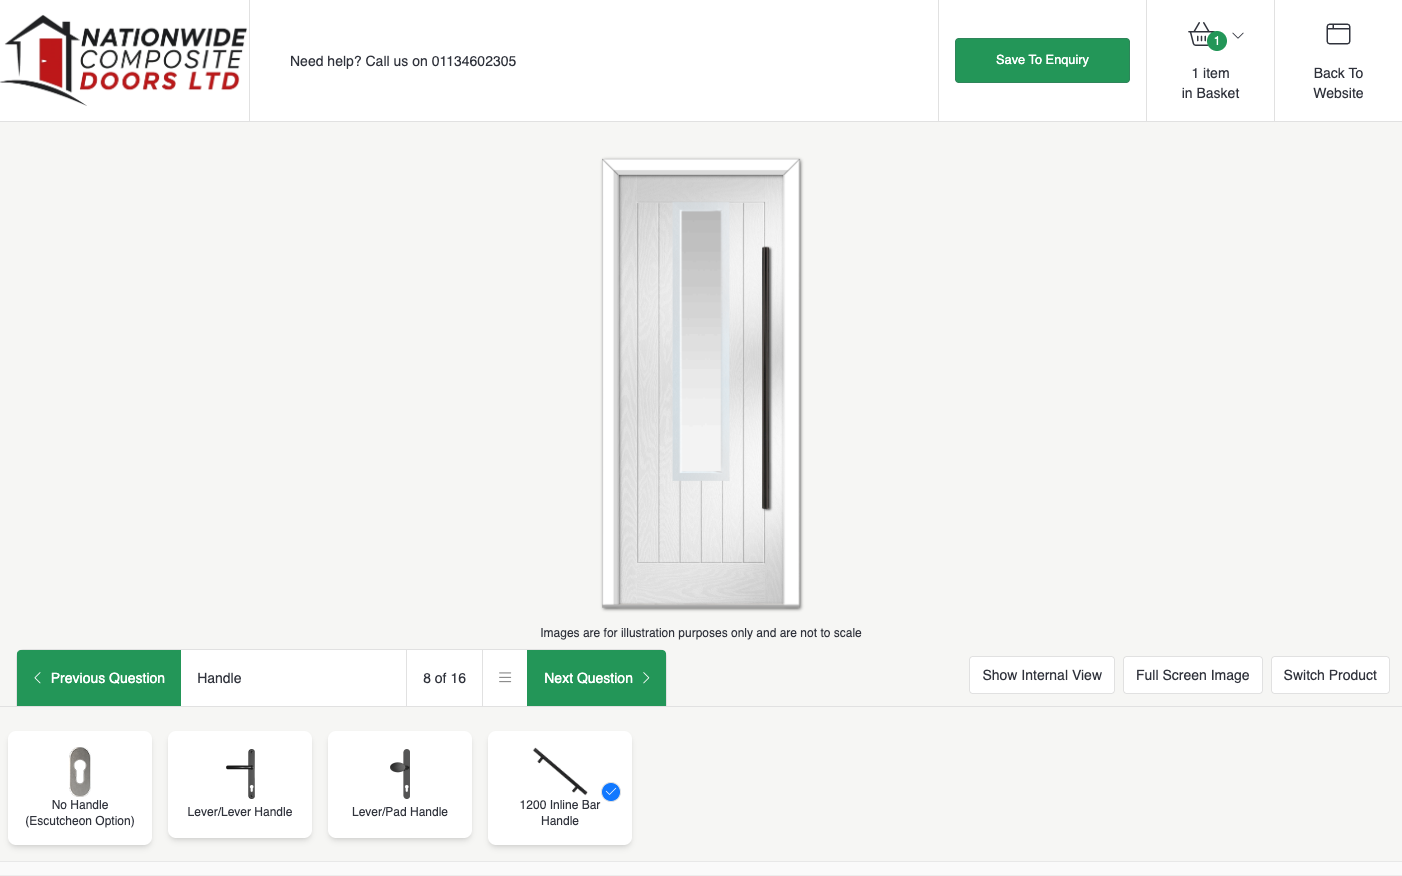 NATIONWIDE
COMPOSITE
DOORS LTD
Need help? Call us on 01134602305
Save To Enquiry
1
1 item
in Basket
Back To
Website
Images are for illustration purposes only and are not to scale
Previous Question
Handle
8 of 16
Next Question
Show Internal View
Full Screen Image
Switch Product
No Handle
(Escutcheon Option)
Lever/Lever Handle
Lever/Pad Handle
1200 Inline Bar
Handle